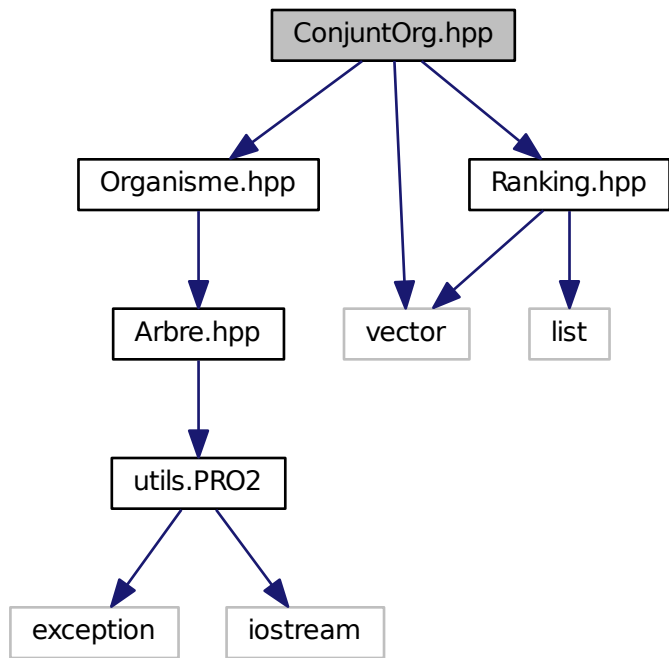 ConjuntOrg.hpp
Organisme.hpp
Ranking.hpp
Arbre.hpp
vector
list
utils.PRO2
exception
iostream